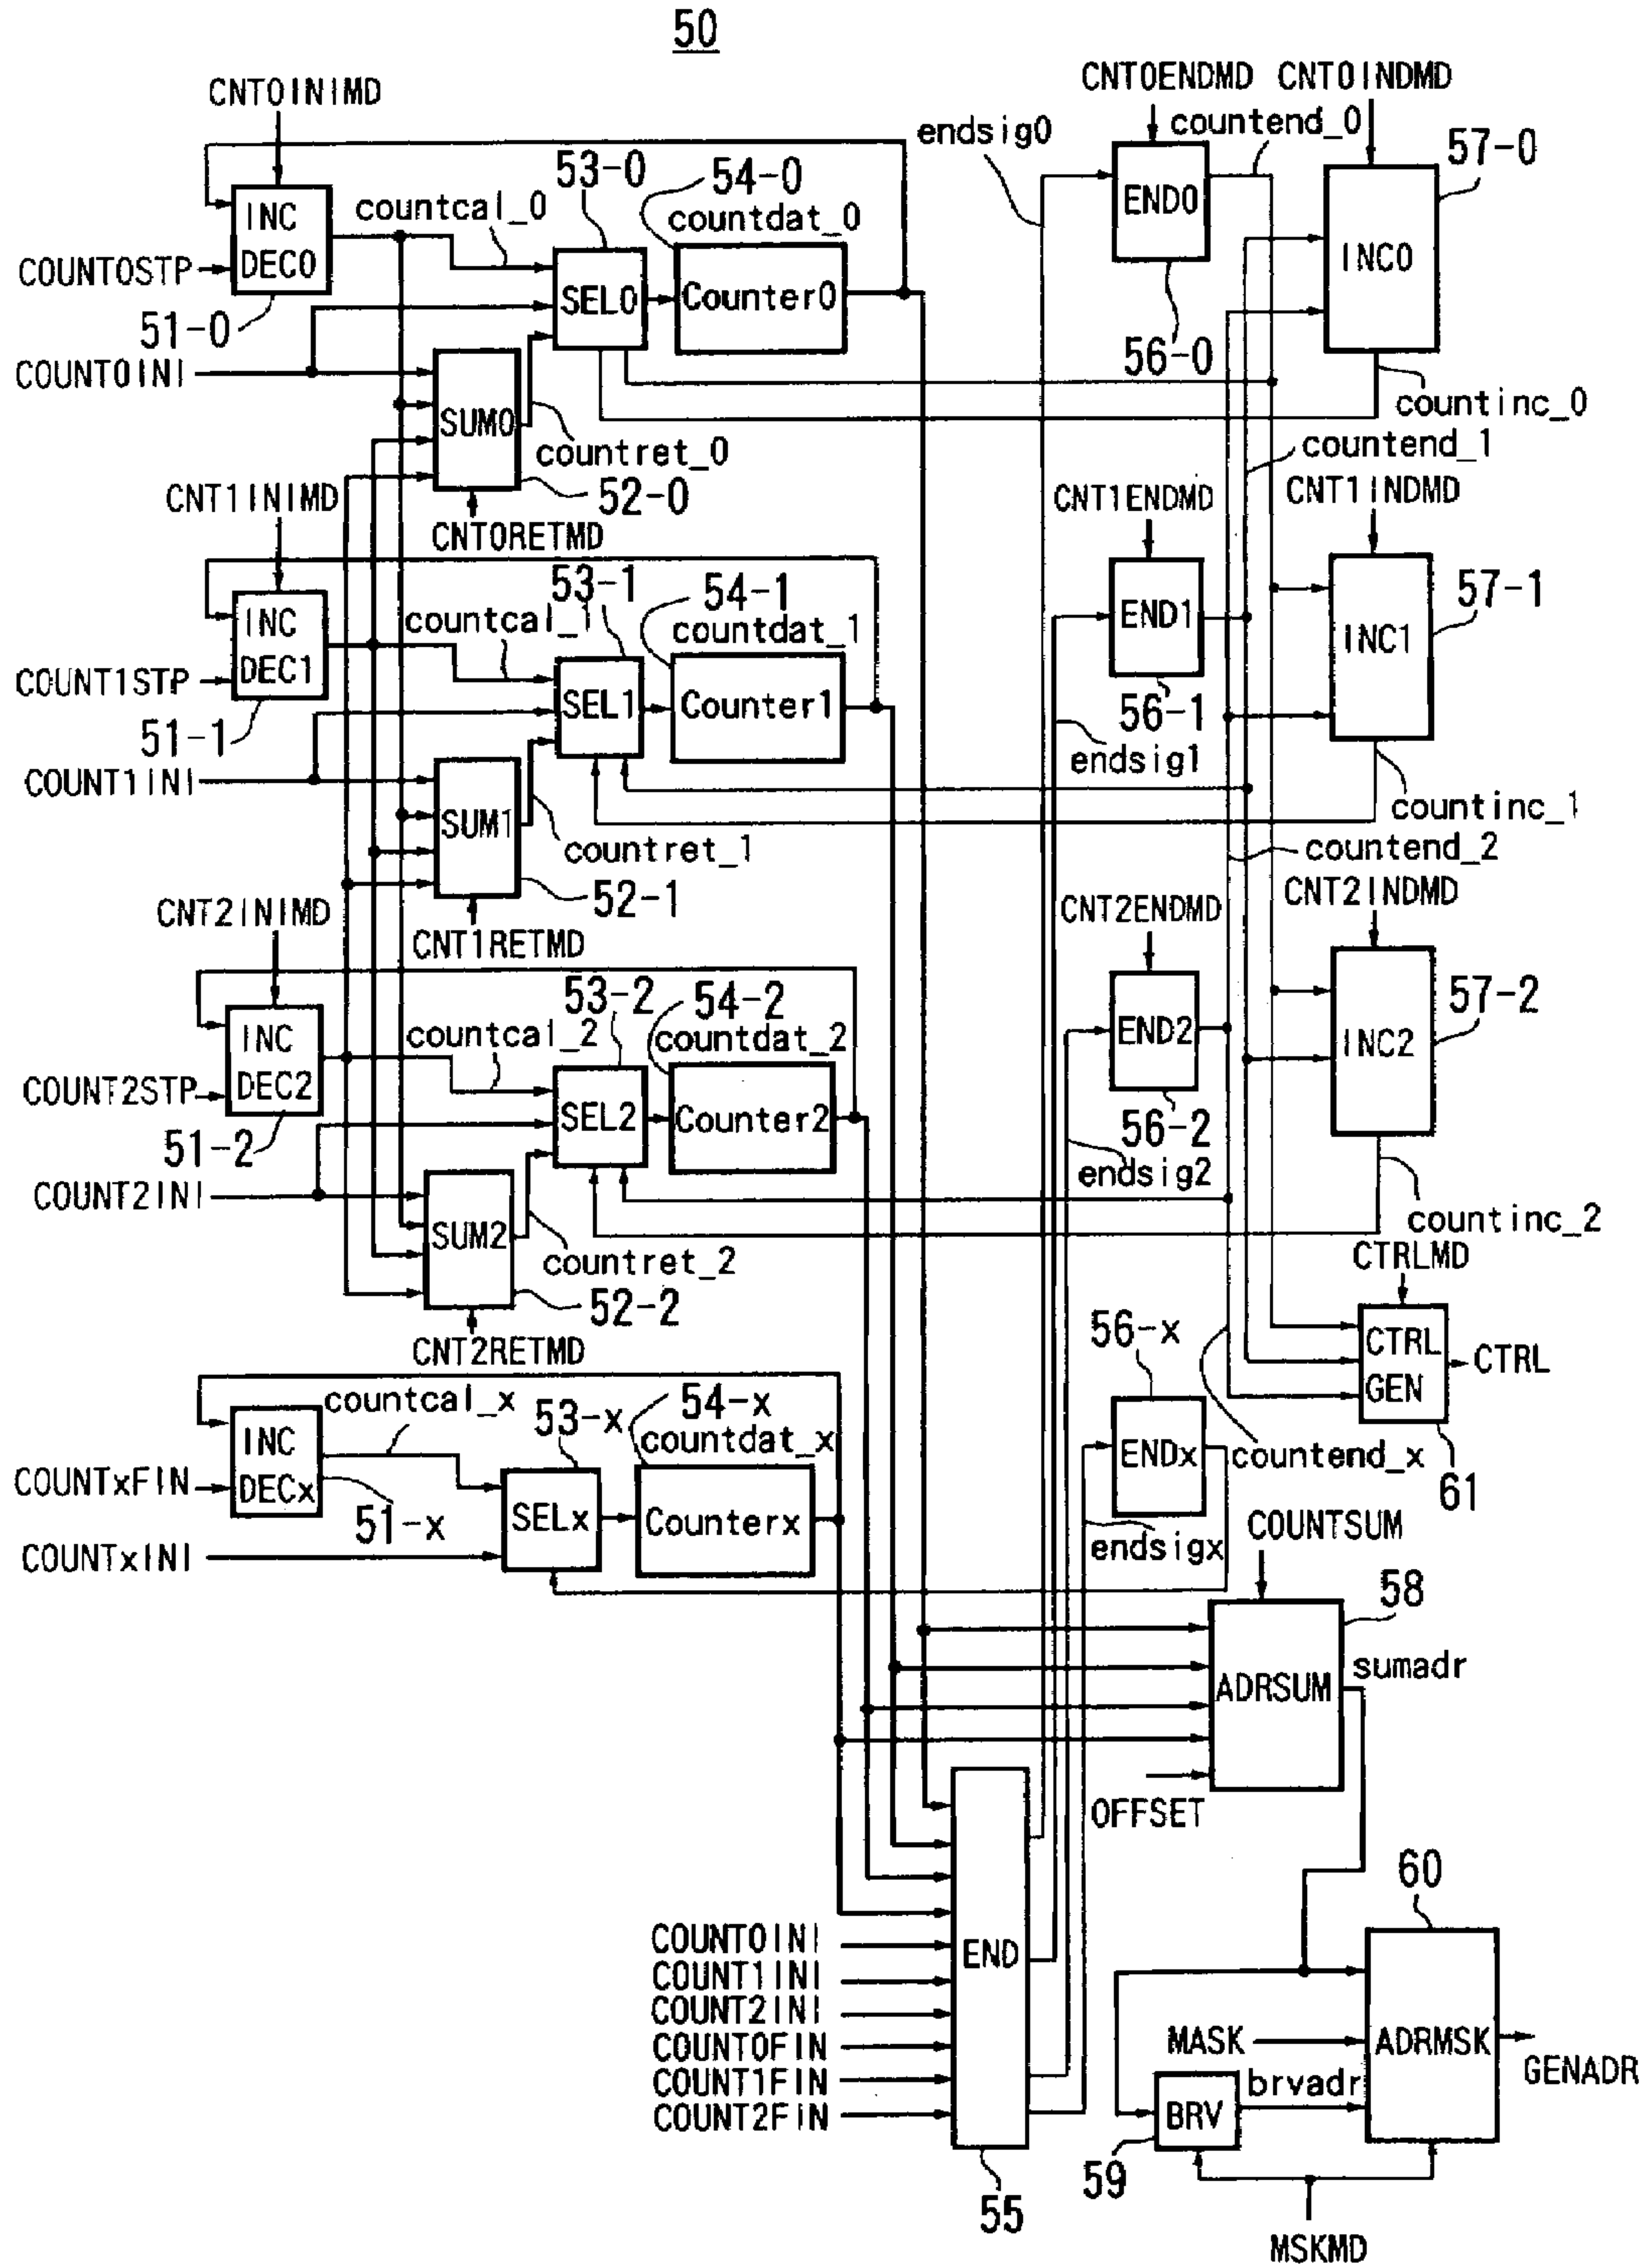 50
CNT0INIMD
CNT0ENDMD
CNT0INDMD
endsig0
countend_0
57-0
53-0
54-0
INC
DEC0
countcal_0
countdat_0
END0
INC0
COUNT0STP
SEL0
Counter0
51-0
56-0
COUNT0INI
SUM0
countinc_0
countret_0
countend_1
52-0
CNT1INIMD
CNT0RETMD
CNT1ENDMD
CNT1INDMD
53-1
54-1
57-1
INC
DEC1
countcal_1
countdat_1
END1
INC1
COUNT1STP
SEL1
Counter1
51-1
56-1
endsig1
COUNT1INI
SUM1
countinc_1
countret_1
countend_2
52-1
CNT2INIMD
CNT1RETMD
CNT2ENDMD
CNT2INDMD
53-2
54-2
57-2
INC
DEC2
countcal_2
countdat_2
END2
INC2
COUNT2STP
SEL2
Counter2
51-2
56-2
endsig2
COUNT2INI
SUM2
countinc_2
countret_2
CTRLMD
52-2
CNT2RETMD
56-x
CTRL
GEN
CTRL
countcal_x
53-x
54-x
countdat_x
INC
DECx
ENDx
countend_x
61
COUNTxFIN
SELx
Counterx
51-x
COUNTSUM
COUNTxINI
endsigx
58
sumadr
ADRSUM
OFFSET
60
COUNT0INI
END
COUNT1INI
COUNT2INI
COUNT0FIN
MASK
ADRMSK
COUNT1FIN
brvadr
GENADR
COUNT2FIN
BRV
59
55
MSKMD